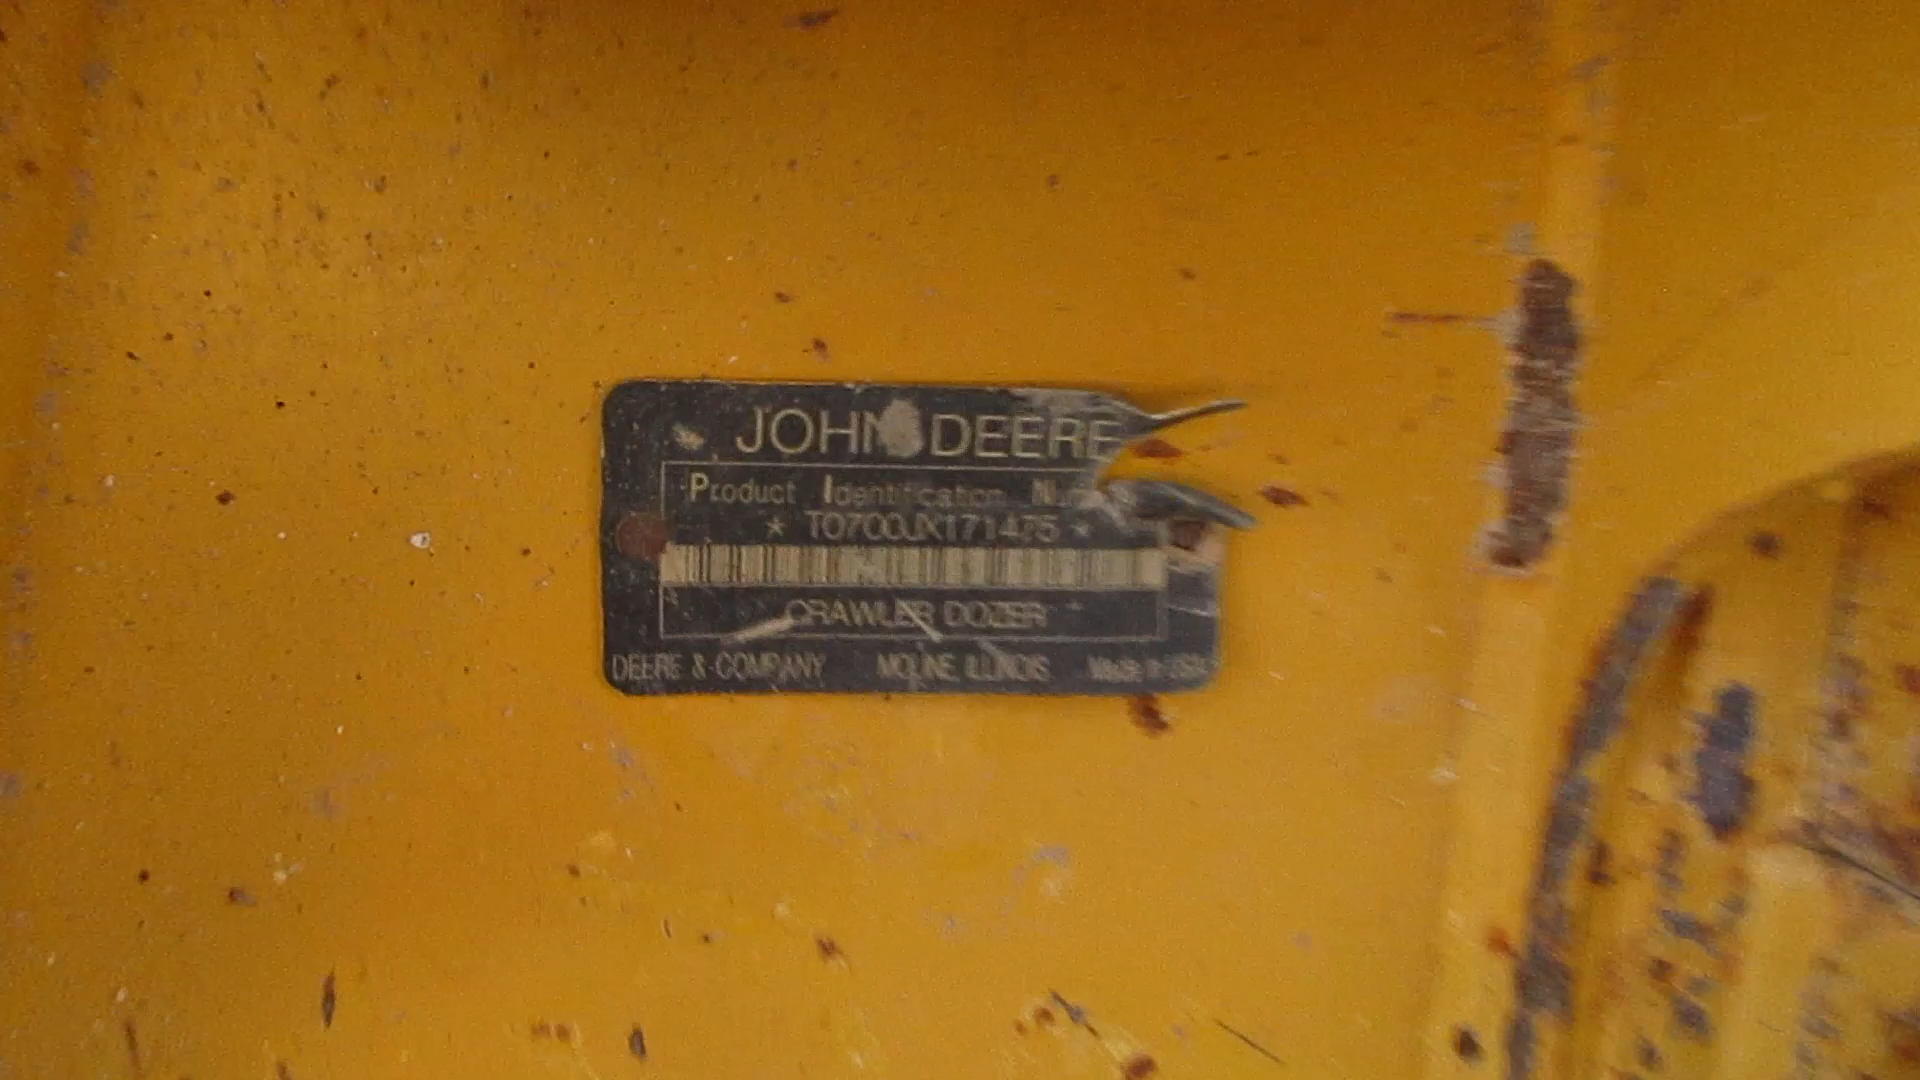 JOHN DEERE
Product Identification
* T0700JX171475 *
CRAWLER DOZER
DEERE & COMPANY MOLINE, ILLINOIS Made in USA